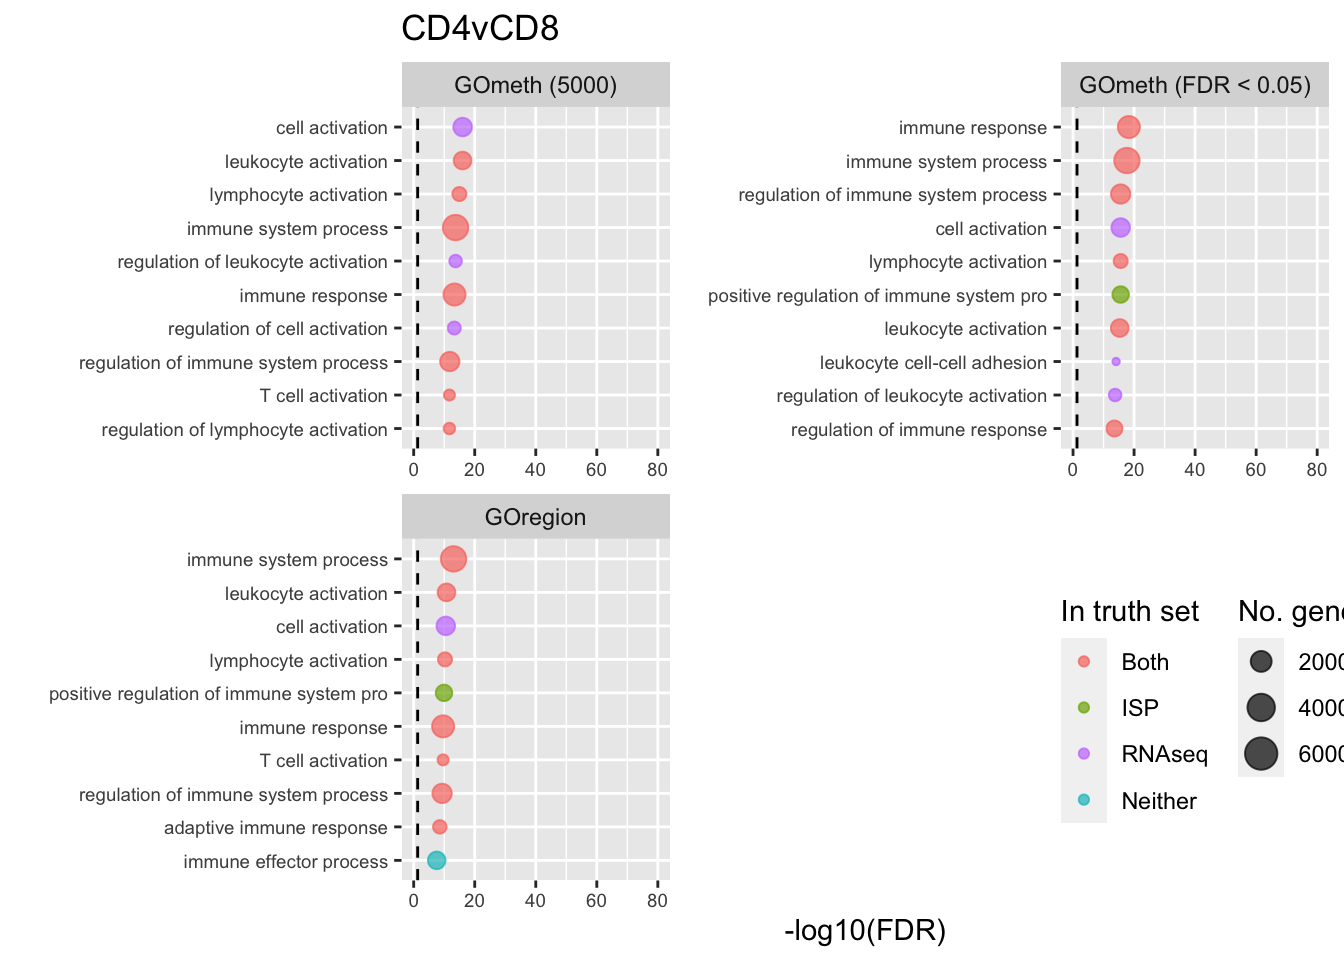 CD4vCD8
GOmeth (5000)
cell activation
leukocyte activation
lymphocyte activation
immune system process
regulation of leukocyte activation
immune response
regulation of cell activation
regulation of immune system process
T cell activation
regulation of lymphocyte activation
0 20 40 60 80
GOmeth (FDR < 0.05)
immune response
immune system process
regulation of immune system process
cell activation
lymphocyte activation
positive regulation of immune system pro
leukocyte activation
leukocyte cell-cell adhesion
regulation of leukocyte activation
regulation of immune response
0 20 40 60 80
GOregion
immune system process
leukocyte activation
cell activation
lymphocyte activation
positive regulation of immune system pro
immune response
T cell activation
regulation of immune system process
adaptive immune response
immune effector process
0 20 40 60 80
In truth set
Both
ISP
RNAseq
Neither
No. gen
2000
4000
6000
-log10(FDR)